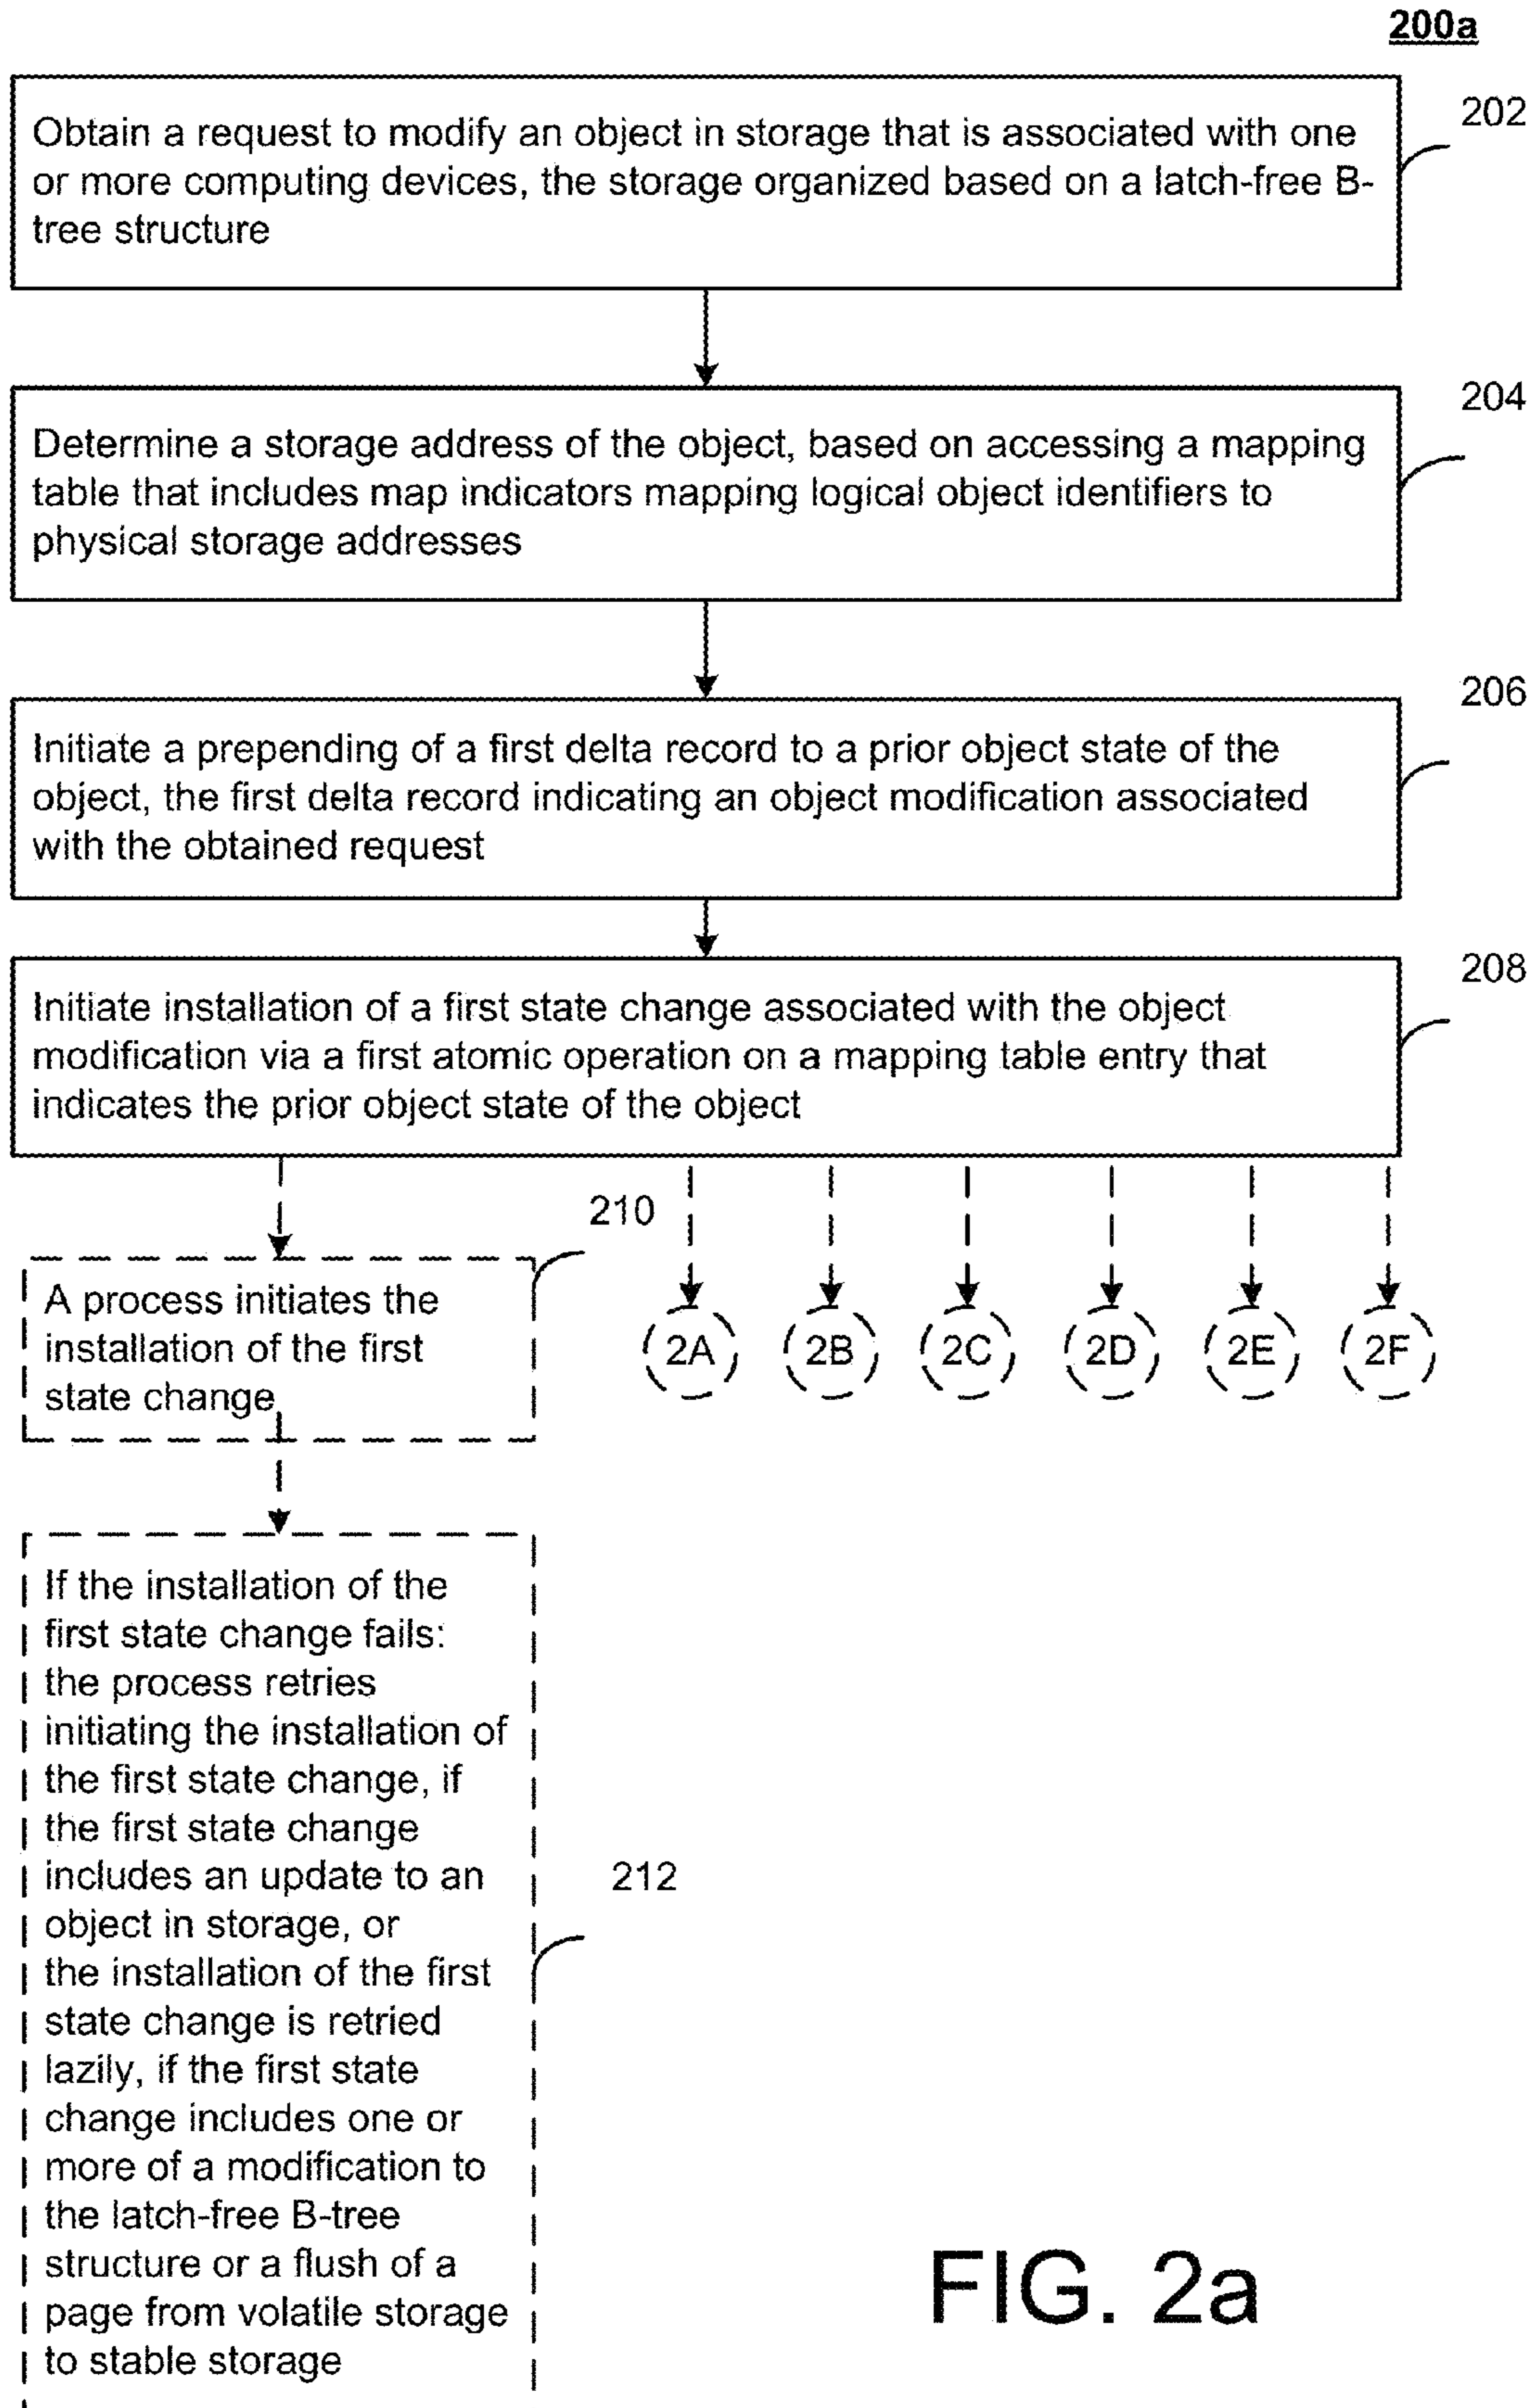 200a
202
Obtain a request to modify an object in storage that is associated with one
or more computing devices, the storage organized based on a latch-free B-
tree structure
204
Determine a storage address of the object, based on accessing a mapping
table that includes map indicators mapping logical object identifiers to
physical storage addresses
206
Initiate a prepending of a first delta record to a prior object state of the
object, the first delta record indicating an object modification associated
with the obtained request
208
Initiate installation of a first state change associated with the object
modification via a first atomic operation on a mapping table entry that
indicates the prior object state of the object
210
A process initiates the
installation of the first
state change
2A
2B
2C
2D
2E
2F
If the installation of the
first state change fails:
the process retries
initiating the installation of
the first state change, if
the first state change
includes an update to an
object in storage, or
the installation of the first
state change is retried
lazily, if the first state
change includes one or
more of a modification to
the latch-free B-tree
structure or a flush of a
page from volatile storage
to stable storage
212
FIG. 2a